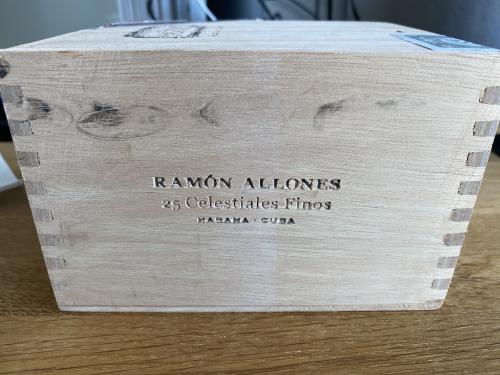 RAMÓN ALLONES
25 Celestiales Finos
HABANA · CUBA